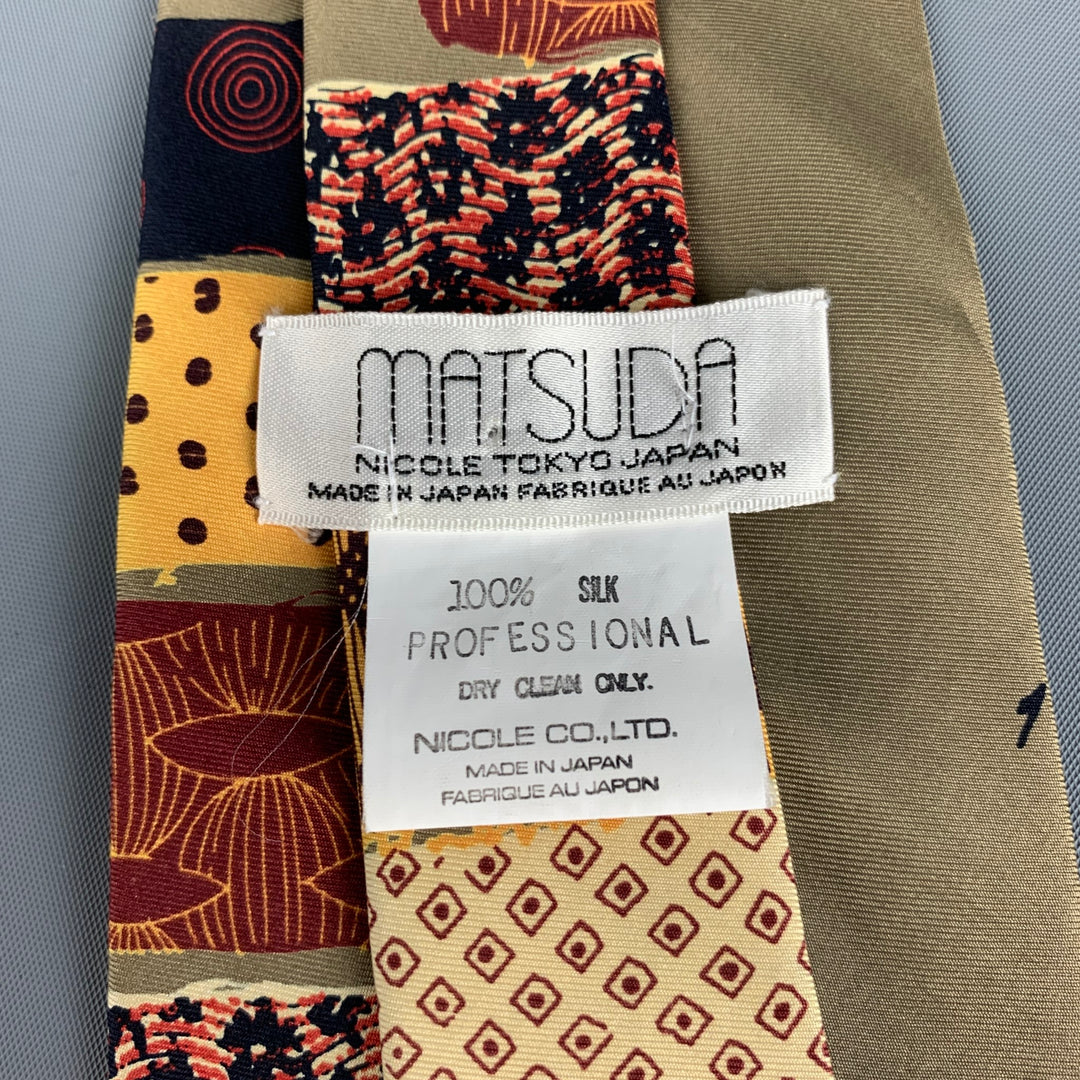 MATSUDA
NICOLE TOKYO JAPAN
MADE IN JAPAN FABRIQUE AU JAPON
100% SILK
PROFESSIONAL
DRY CLEAN ONLY.
NICOLE CO.,LTD.
MADE IN JAPAN
FABRIQUE AU JAPON